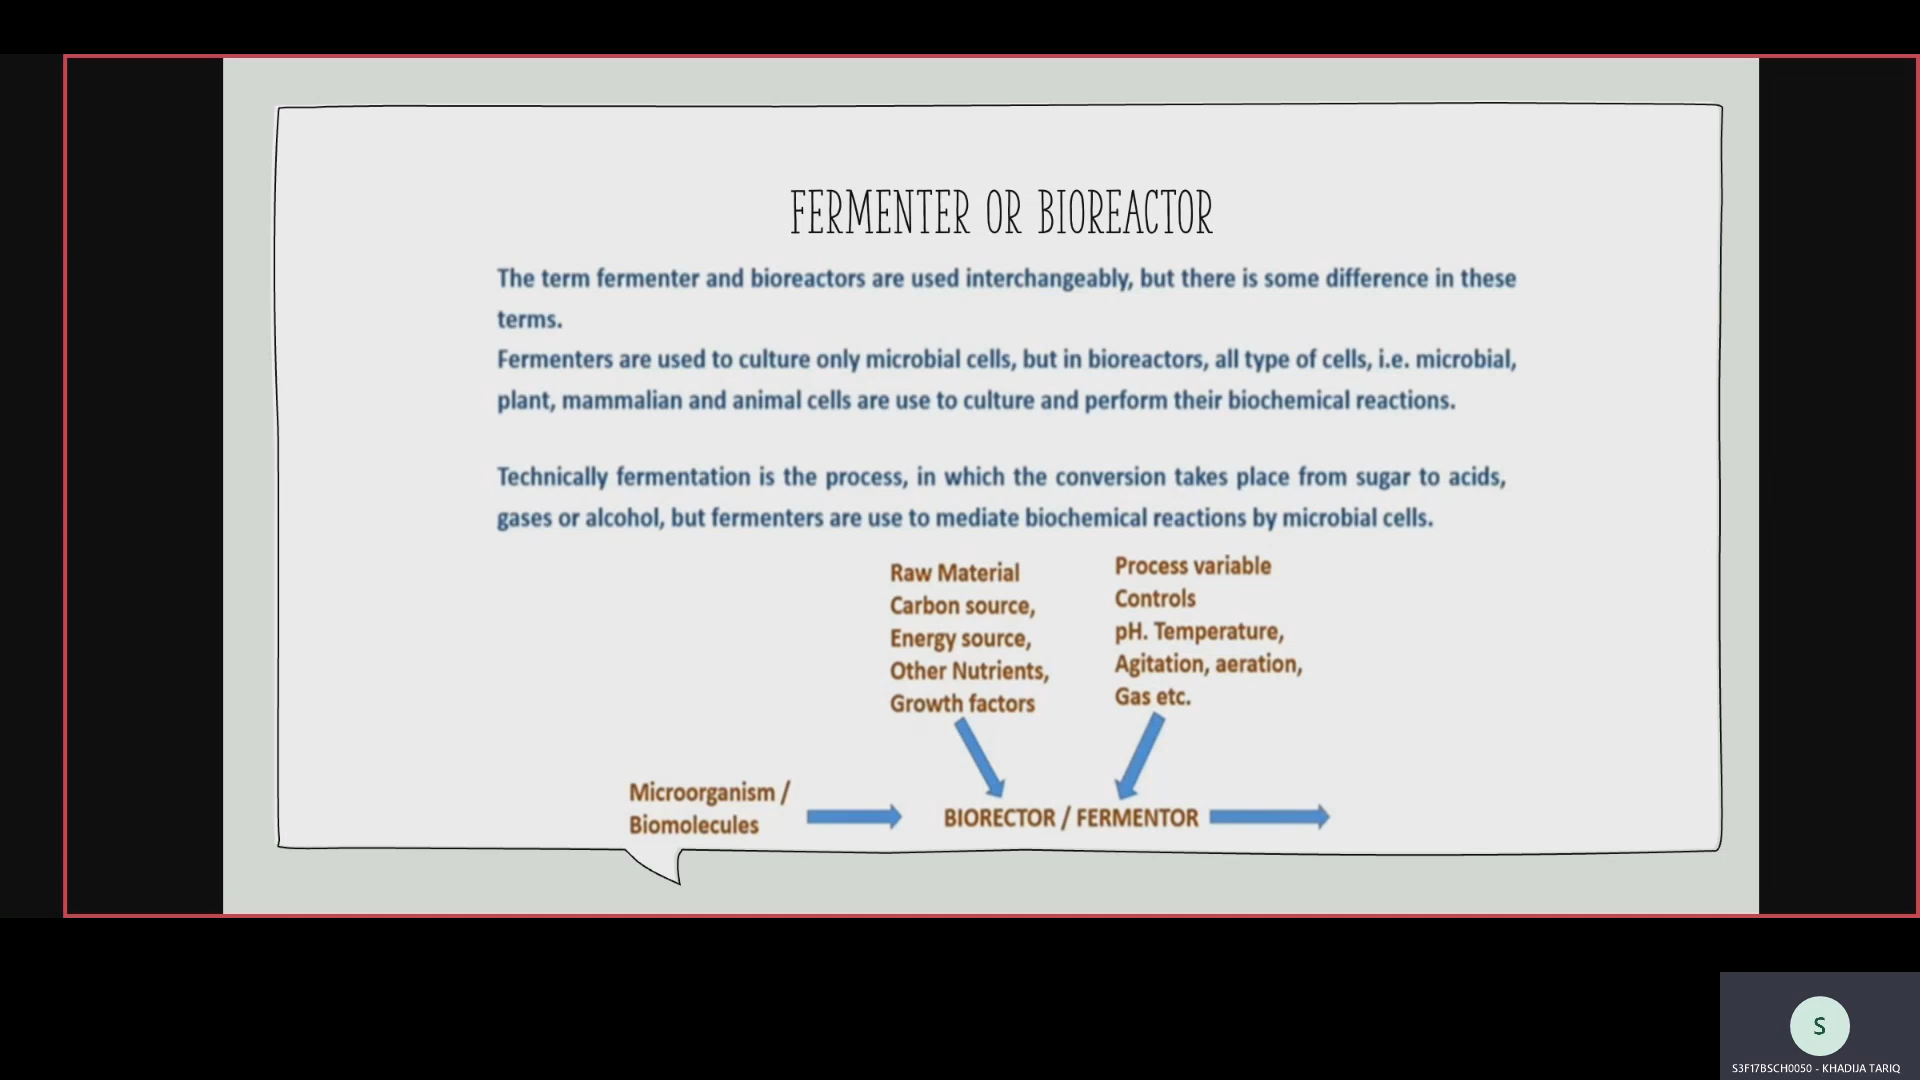 FERMENTER OR BIOREACTOR
The term fermenter and bioreactors are used interchangeably, but there is some difference in these
terms.
Fermenters are used to culture only microbial cells, but in bioreactors, all type of cells, i.e. microbial,
plant, mammalian and animal cells are use to culture and perform their biochemical reactions.
Technically fermentation is the process, in which the conversion takes place from sugar to acids,
gases or alcohol, but fermenters are use to mediate biochemical reactions by microbial cells.
Raw Material
Carbon source,
Energy source,
Other Nutrients,
Growth factors
Process variable
Controls
pH. Temperature,
Agitation, aeration,
Gas etc.
Microorganism /
Biomolecules
BIORECTOR / FERMENTOR
S
S3F17BSCH0050 - KHADIJA TARIQ